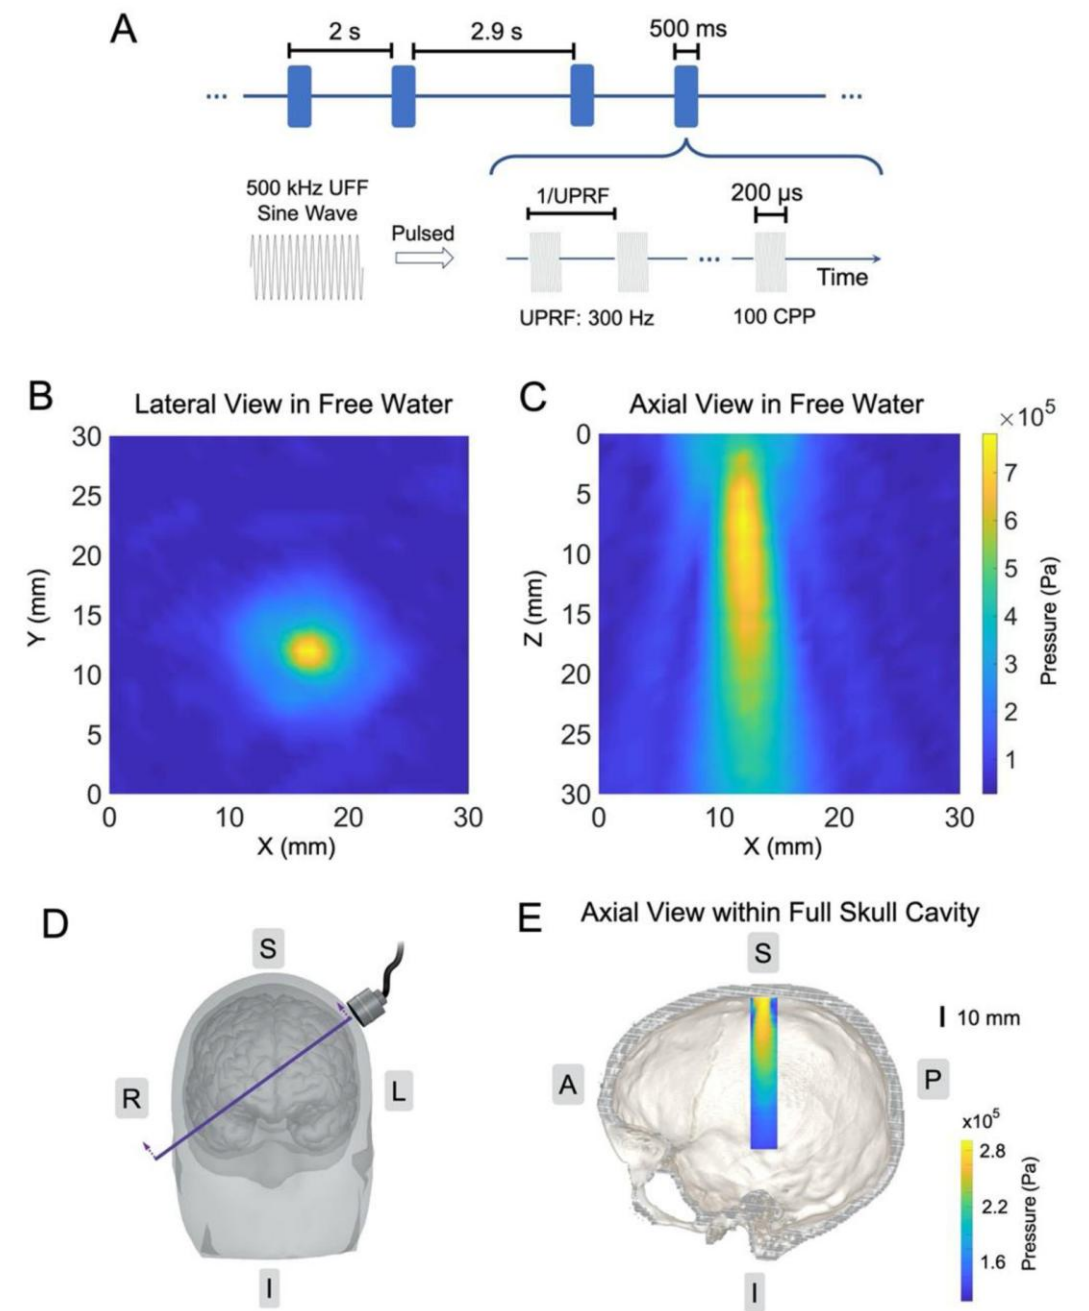 A
2 s
2.9 s
500 ms
...
...
500 kHz UFF
Sine Wave
Pulsed
1/UPRF
200 μs
...
Time
UPRF: 300 Hz
100 CPP
B
Lateral View in Free Water
30
25
20
15
10
5
0
Y (mm)
0
10
20
30
X (mm)
C
Axial View in Free Water
0
5
10
15
20
25
30
Z (mm)
0
10
20
30
X (mm)
×10⁵
7
6
5
4
3
2
1
Pressure (Pa)
D
S
R
L
I
E
Axial View within Full Skull Cavity
S
A
P
I
10 mm
x10⁵
2.8
2.2
1.6
Pressure (Pa)